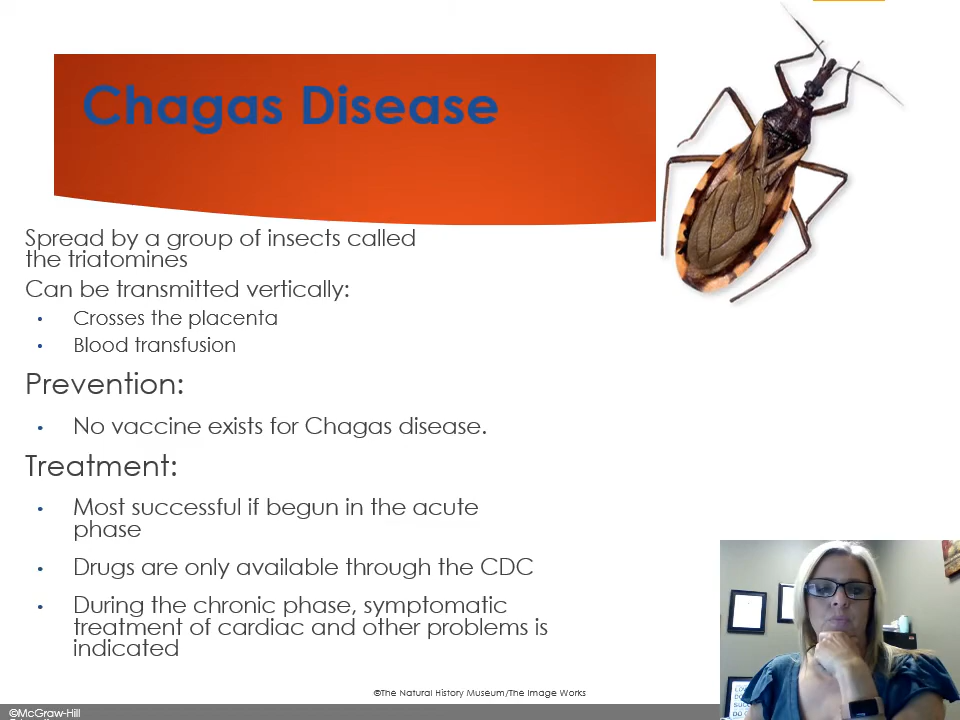 Chagas Disease
Spread by a group of insects called
the triatomines
Can be transmitted vertically:
• Crosses the placenta
• Blood transfusion
Prevention:
• No vaccine exists for Chagas disease.
Treatment:
• Most successful if begun in the acute
phase
• Drugs are only available through the CDC
• During the chronic phase, symptomatic
treatment of cardiac and other problems is
indicated
©The Natural History Museum/The Image Works
©McGraw-Hill